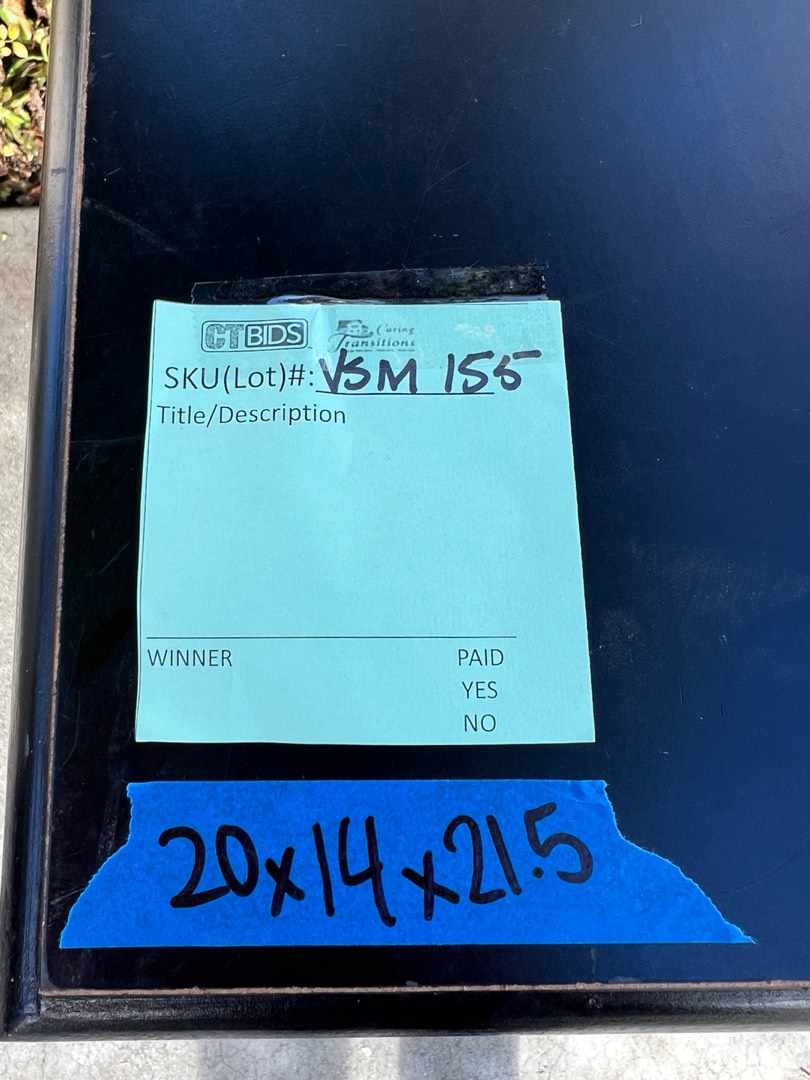 CTBIDS
Caring
Transitions
SKU(Lot)#: VSM 155
Title/Description
WINNER PAID
YES
NO
20x14x21.5